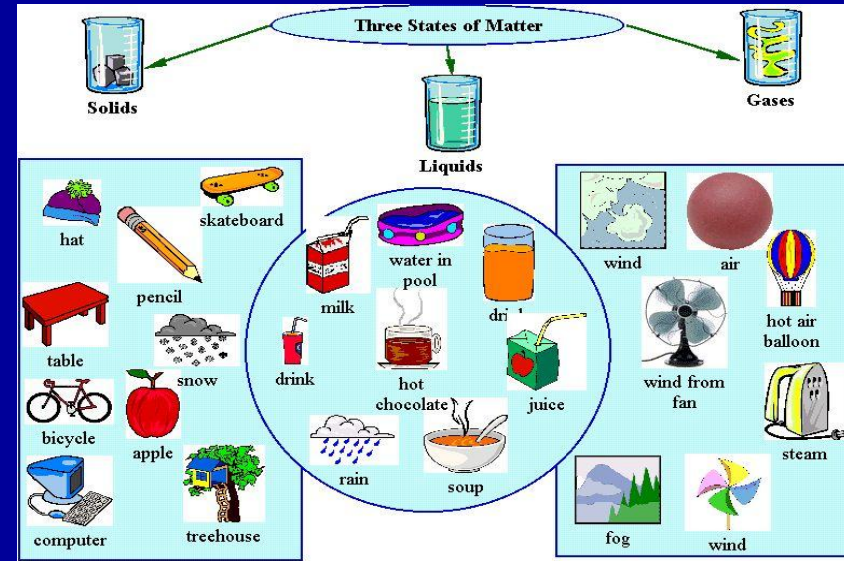 Three States of Matter
Solids
Liquids
Gases
hat
skateboard
pencil
table
snow
bicycle
apple
computer
treehouse
milk
water in
pool
drink
hot
chocolate
juice
rain
soup
wind
air
hot air
balloon
wind from
fan
steam
fog
wind